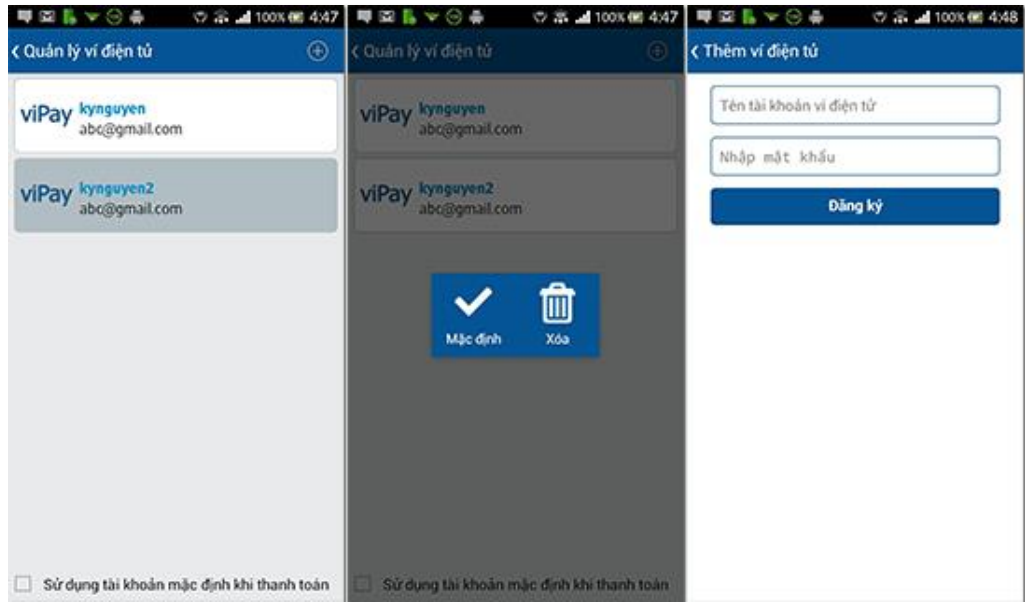 100% 4:47
Quản lý ví điện tử
viPay kynguyen
abc@gmail.com
viPay kynguyen2
abc@gmail.com
Sử dụng tài khoản mặc định khi thanh toán
100% 4:47
Quản lý ví điện tử
viPay kynguyen
abc@gmail.com
viPay kynguyen2
abc@gmail.com
Mặc định Xóa
Sử dụng tài khoản mặc định khi thanh toán
100% 4:48
Thêm ví điện tử
Tên tài khoản ví điện tử
Nhập mật khẩu
Đăng ký